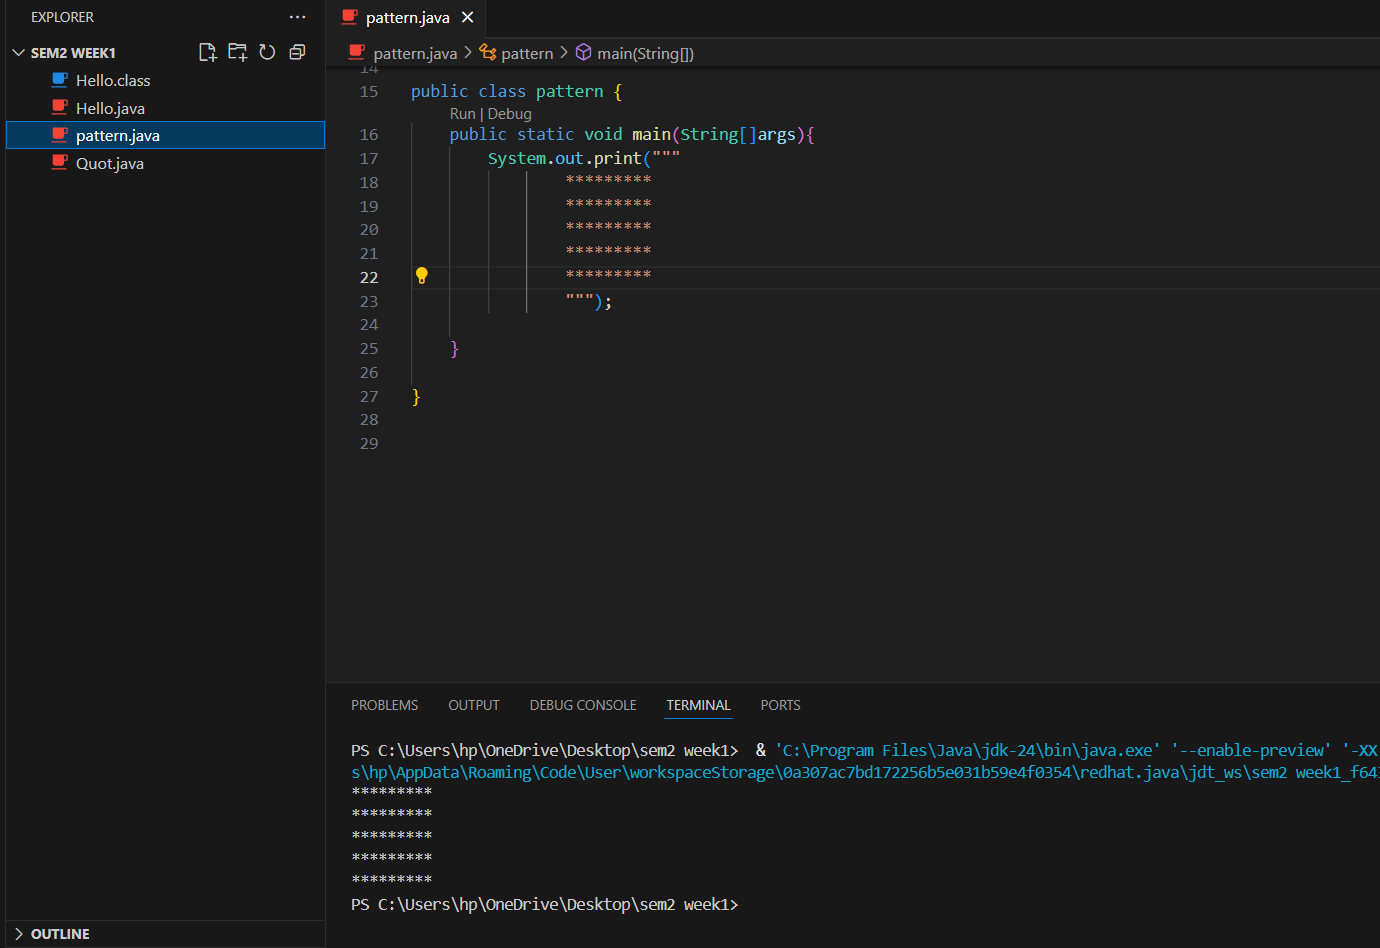 EXPLORER
···
SEM2 WEEK1
Hello.class
Hello.java
pattern.java
Quot.java
OUTLINE
pattern.java
pattern.java > pattern > main(String[])
14
15 public class pattern {
Run | Debug
16 public static void main(String[]args){
17 System.out.print("""
18 *********
19 *********
20 *********
21 *********
22 *********
23 """);
24
25 }
26
27 }
28
29
PROBLEMS OUTPUT DEBUG CONSOLE TERMINAL PORTS
PS C:\Users\hp\OneDrive\Desktop\sem2 week1> & 'C:\Program Files\Java\jdk-24\bin\java.exe' '--enable-preview' '-XX
s\hp\AppData\Roaming\Code\User\workspaceStorage\0a307ac7bd172256b5e031b59e4f0354\redhat.java\jdt_ws\sem2 week1_f64
*********
*********
*********
*********
*********
PS C:\Users\hp\OneDrive\Desktop\sem2 week1>